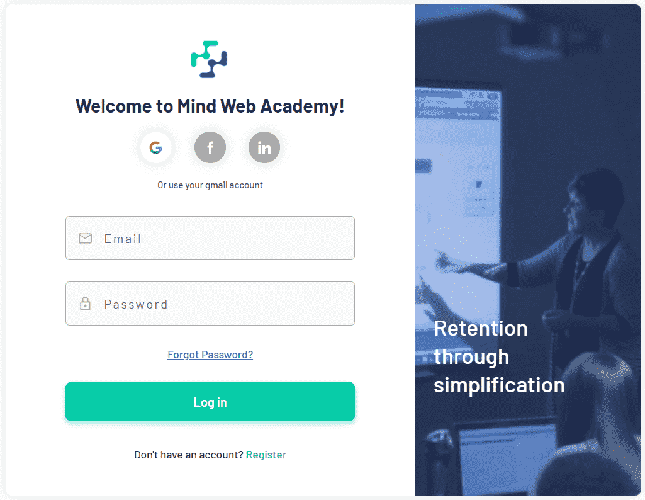 Welcome to Mind Web Academy!
G f in
Or use your gmail account
Email
Password
Forgot Password?
Log in
Don't have an account? Register
Retention
through
simplification